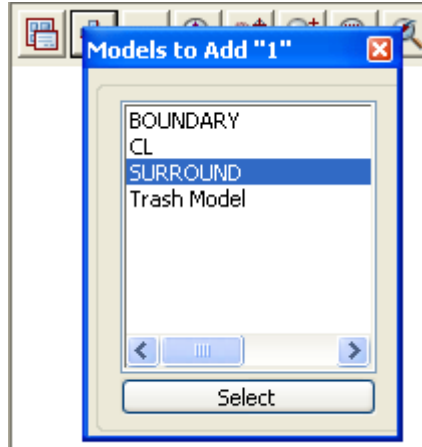 Models to Add "1"
BOUNDARY
CL
SURROUND
Trash Model
Select